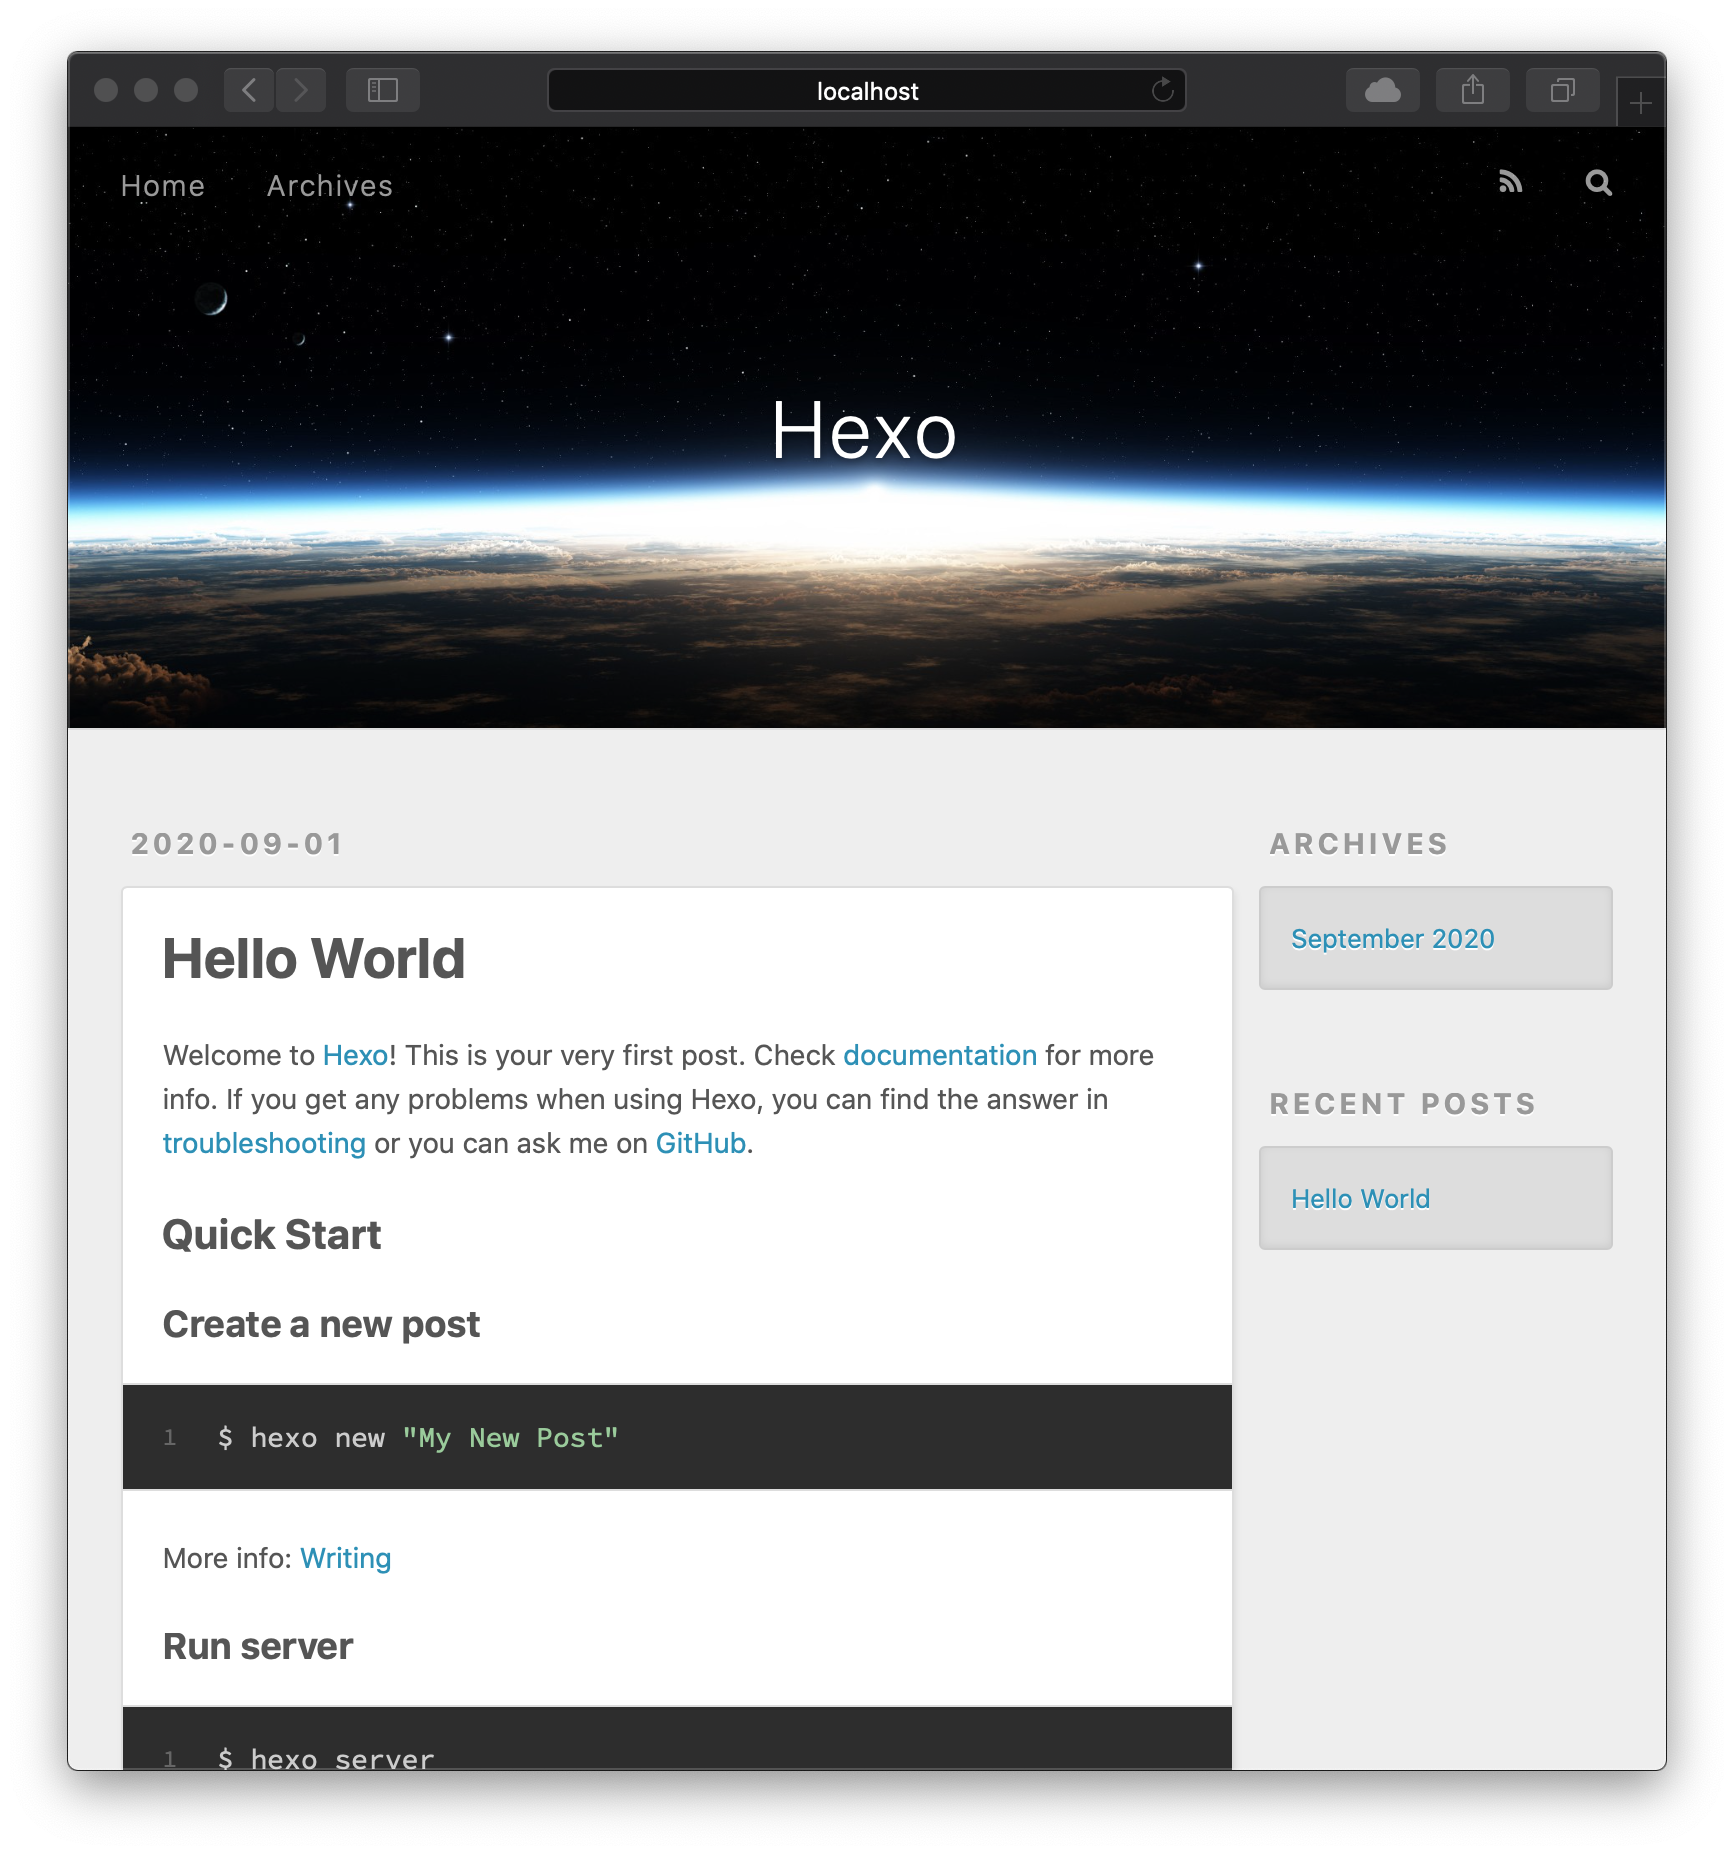 localhost
Home Archives
Hexo
2020-09-01
Hello World
Welcome to Hexo! This is your very first post. Check documentation for more
info. If you get any problems when using Hexo, you can find the answer in
troubleshooting or you can ask me on GitHub.
Quick Start
Create a new post
1 $ hexo new "My New Post"
More info: Writing
Run server
1 $ hexo server
ARCHIVES
September 2020
RECENT POSTS
Hello World